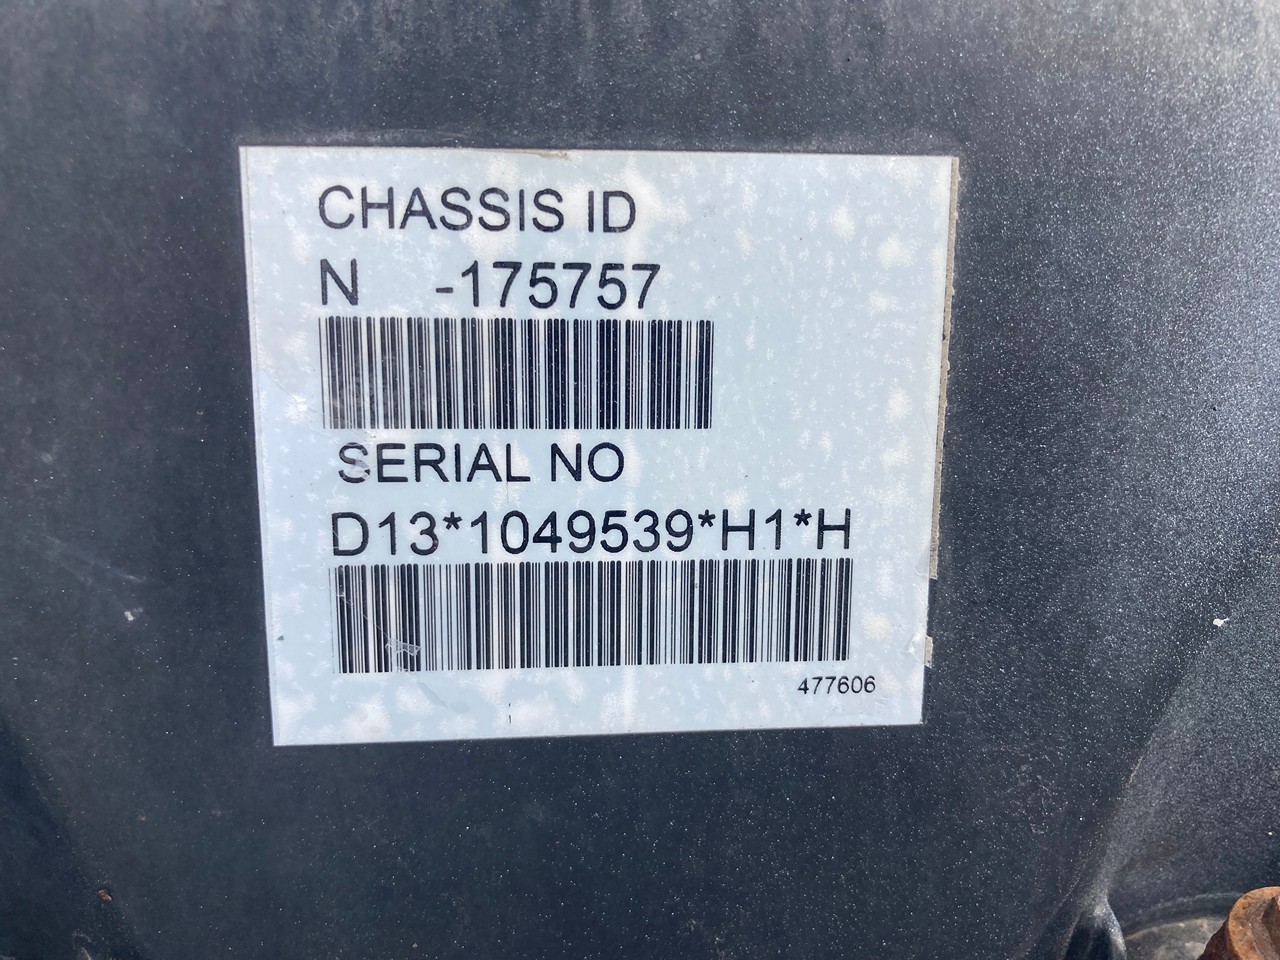 CHASSIS ID
N -175757
SERIAL NO
D13*1049539*H1*H
477606